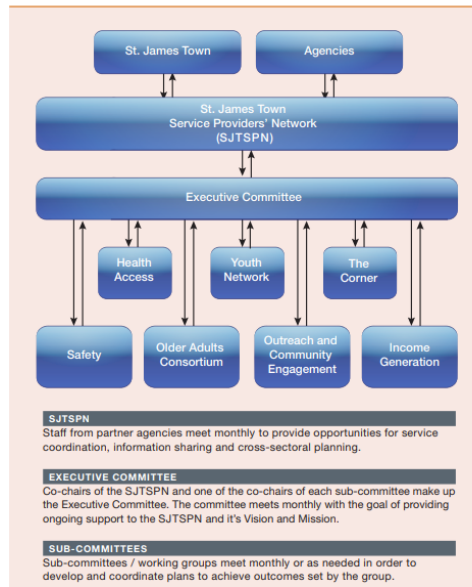 St. James Town
Agencies
St. James Town
Service Providers' Network
(SJTSPN)
Executive Committee
Health
Access
Youth
Network
The
Corner
Safety
Older Adults
Consortium
Outreach and
Community
Engagement
Income
Generation
SJTSPN
Staff from partner agencies meet monthly to provide opportunities for service
coordination, information sharing and cross-sectoral planning.
EXECUTIVE COMMITTEE
Co-chairs of the SJTSPN and one of the co-chairs of each sub-committee make up
the Executive Committee. The committee meets monthly with the goal of providing
ongoing support to the SJTSPN and it's Vision and Mission.
SUB-COMMITTEES
Sub-committees / working groups meet monthly or as needed in order to
develop and coordinate plans to achieve outcomes set by the group.